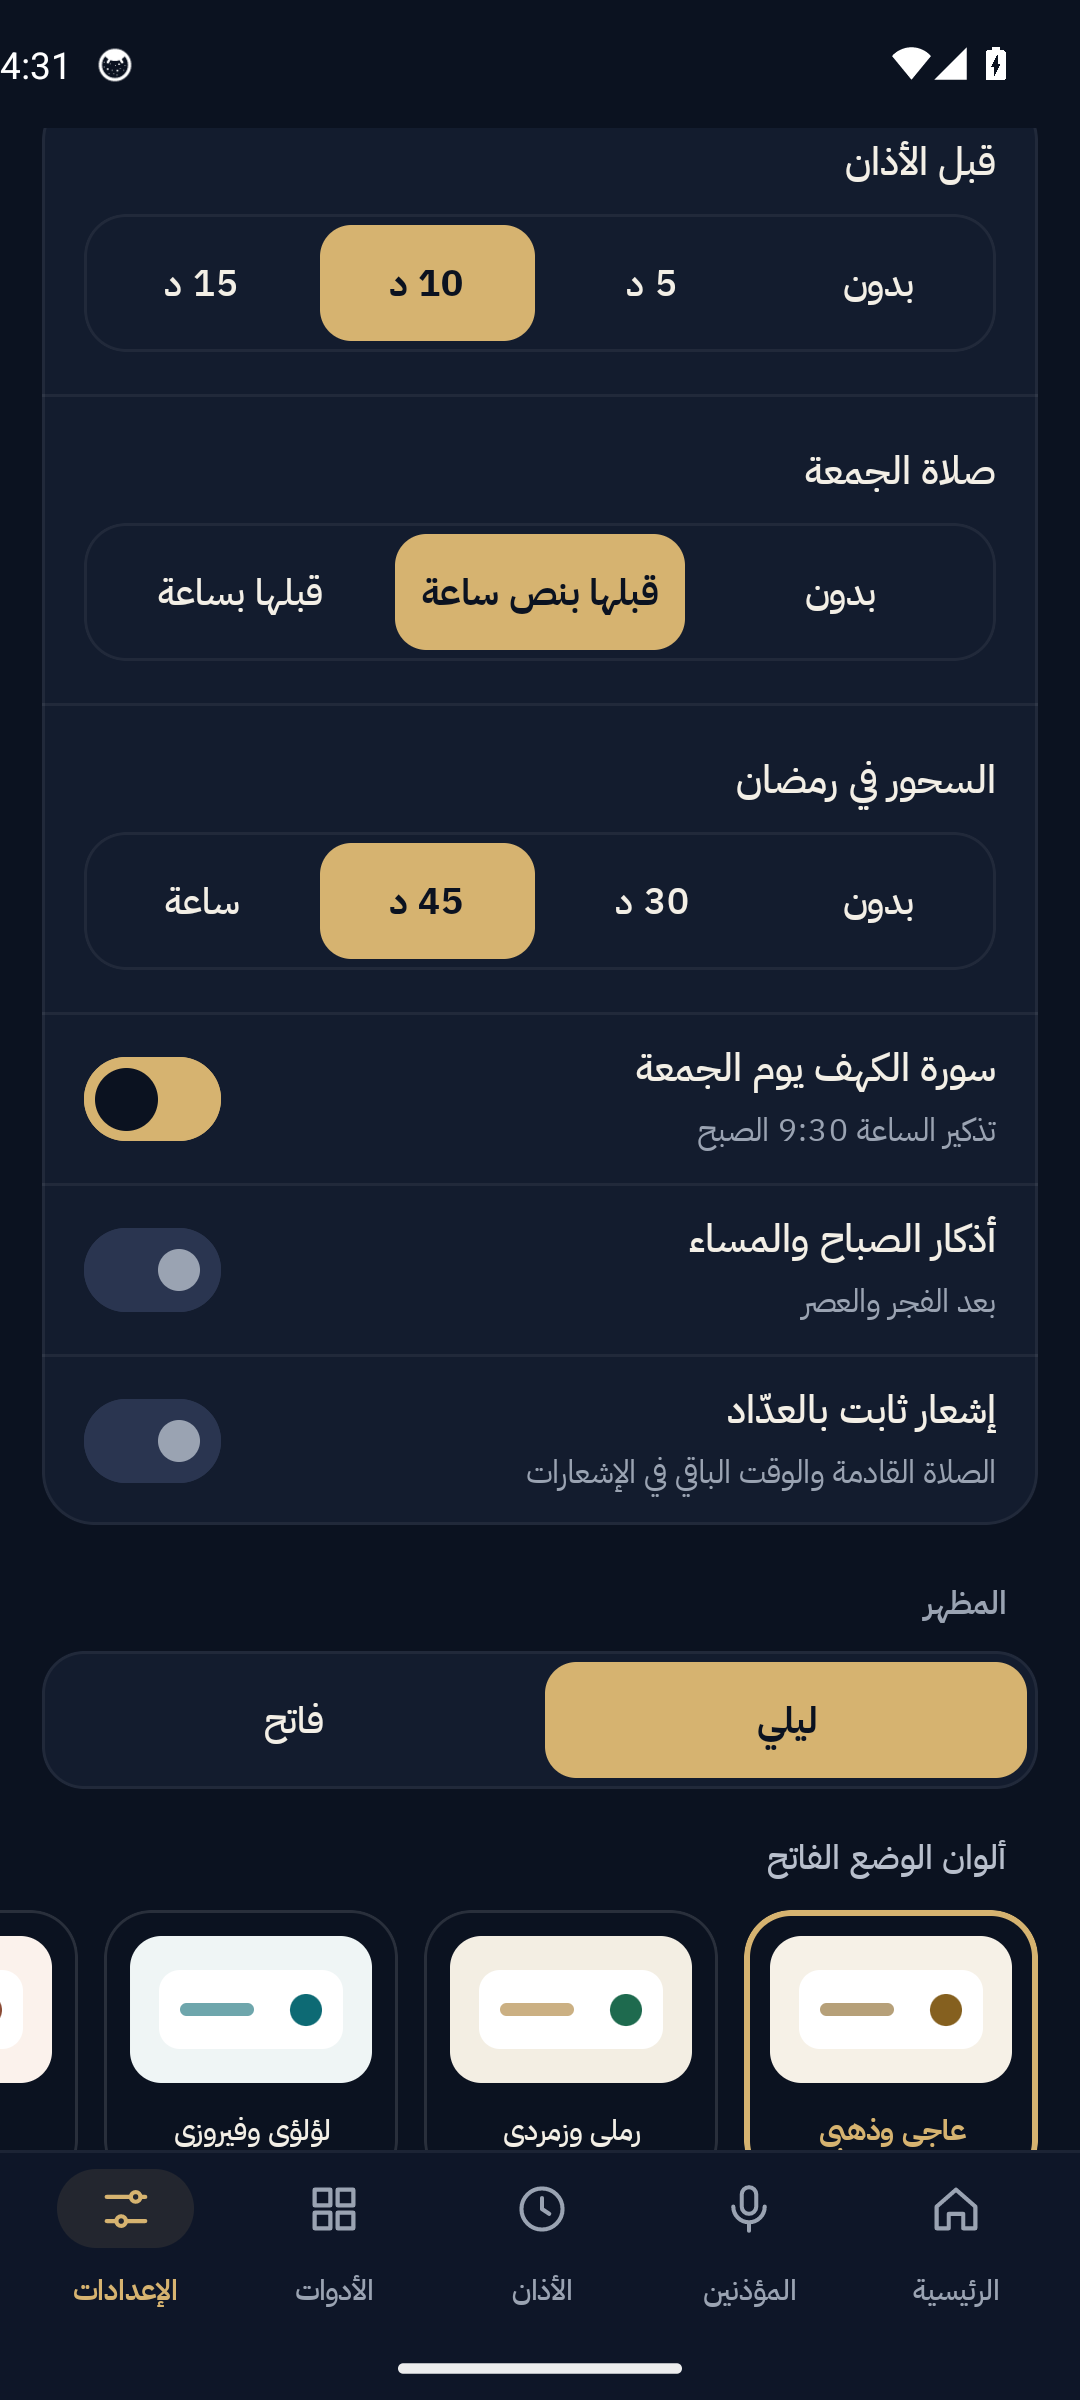 4:31
قبل الأذان
بدون
5 د
10 د
15 د
صلاة الجمعة
بدون
قبلها بنص ساعة
قبلها بساعة
السحور في رمضان
بدون
30 د
45 د
ساعة
سورة الكهف يوم الجمعة
تذكير الساعة 9:30 الصبح
أذكار الصباح والمساء
بعد الفجر والعصر
إشعار ثابت بالعدّاد
الصلاة القادمة والوقت الباقي في الإشعارات
المظهر
ليلي
فاتح
ألوان الوضع الفاتح
عاجي وذهبي
رملي وزمردي
لؤلؤي وفيروزي
الرئيسية
المؤذنين
الأذان
الأدوات
الإعدادات